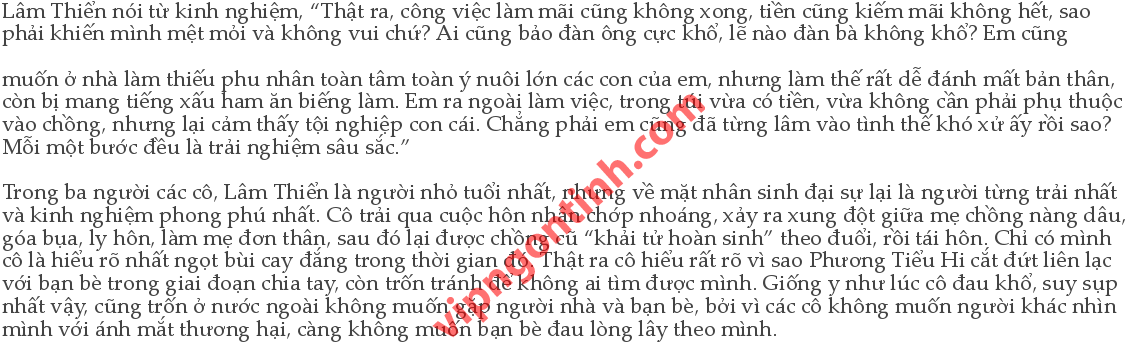 Lâm Thiển nói từ kinh nghiệm, “Thật ra, công việc làm mãi cũng không xong, tiền cũng kiếm mãi không hết, sao
phải khiến mình mệt mỏi và không vui chứ? Ai cũng bảo đàn ông cực khổ, lẽ nào đàn bà không khổ? Em cũng
muốn ở nhà làm thiếu phu nhân toàn tâm toàn ý nuôi lớn các con của em, nhưng làm thế rất dễ đánh mất bản thân,
còn bị mang tiếng xấu ham ăn biếng làm. Em ra ngoài làm việc, trong túi vừa có tiền, vừa không cần phải phụ thuộc
vào chồng, nhưng lại cảm thấy tội nghiệp con cái. Chẳng phải em cũng đã từng lâm vào tình thế khó xử ấy rồi sao?
Mỗi một bước đều là trải nghiệm sâu sắc.”
Trong ba người các cô, Lâm Thiển là người nhỏ tuổi nhất, nhưng về mặt nhân sinh đại sự lại là người từng trải nhất
và kinh nghiệm phong phú nhất. Cô trải qua cuộc hôn nhân chớp nhoáng, xảy ra xung đột giữa mẹ chồng nàng dâu,
góa bụa, ly hôn, làm mẹ đơn thân, sau đó lại được chồng cũ “khải tử hoàn sinh” theo đuổi, rồi tái hôn. Chỉ có mình
cô là hiểu rõ nhất ngọt bùi cay đắng trong thời gian đó. Thật ra cô hiểu rất rõ vì sao Phương Tiểu Hi cắt đứt liên lạc
với bạn bè trong giai đoạn chia tay, còn trốn tránh để không ai tìm được mình. Giống y như lúc cô đau khổ, suy sụp
nhất vậy, cũng trốn ở nước ngoài không muốn gặp người nhà và bạn bè, bởi vì các cô không muốn người khác nhìn
mình với ánh mắt thương hại, càng không muốn bạn bè đau lòng lây theo mình.
vipngontinh.com